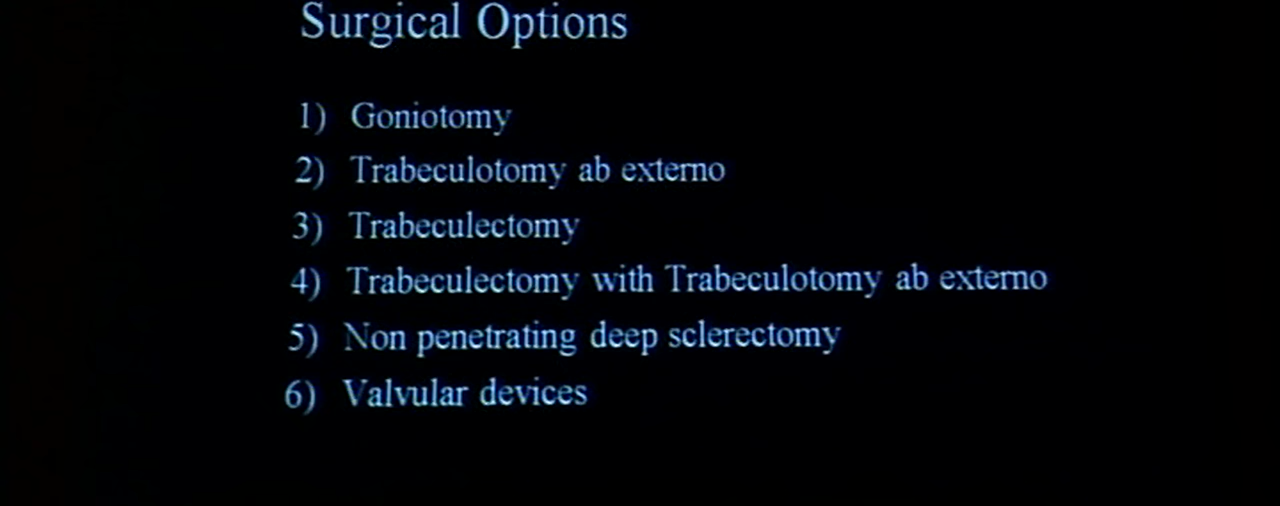 Surgical Options
1) Goniotomy
2) Trabeculotomy ab externo
3) Trabeculectomy
4) Trabeculectomy with Trabeculotomy ab externo
5) Non penetrating deep sclerectomy
6) Valvular devices